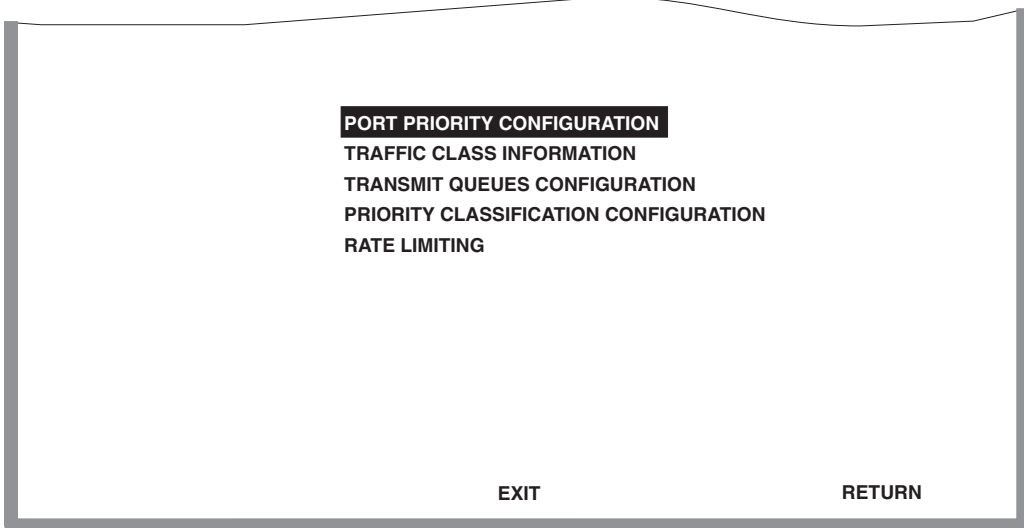 PORT PRIORITY CONFIGURATION
TRAFFIC CLASS INFORMATION
TRANSMIT QUEUES CONFIGURATION
PRIORITY CLASSIFICATION CONFIGURATION
RATE LIMITING
EXIT
RETURN